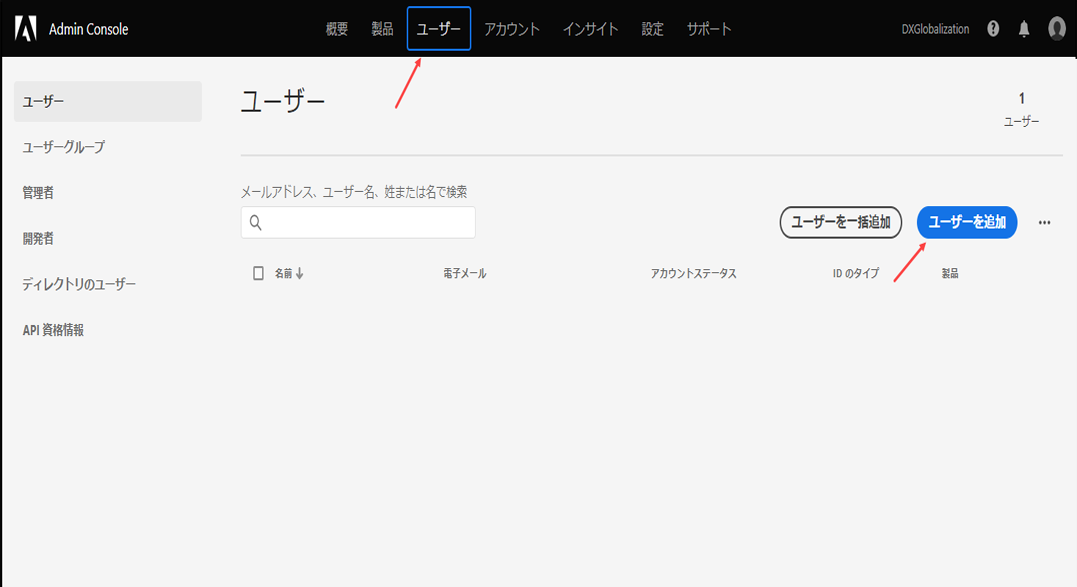 Admin Console
概要 製品 ユーザー アカウント インサイト 設定 サポート
DXGlobalization
ユーザー
ユーザーグループ
管理者
開発者
ディレクトリのユーザー
API 資格情報
ユーザー
1
ユーザー
メールアドレス、ユーザー名、姓または名で検索
ユーザーを一括追加
ユーザーを追加
名前 電子メール アカウントステータス ID のタイプ 製品